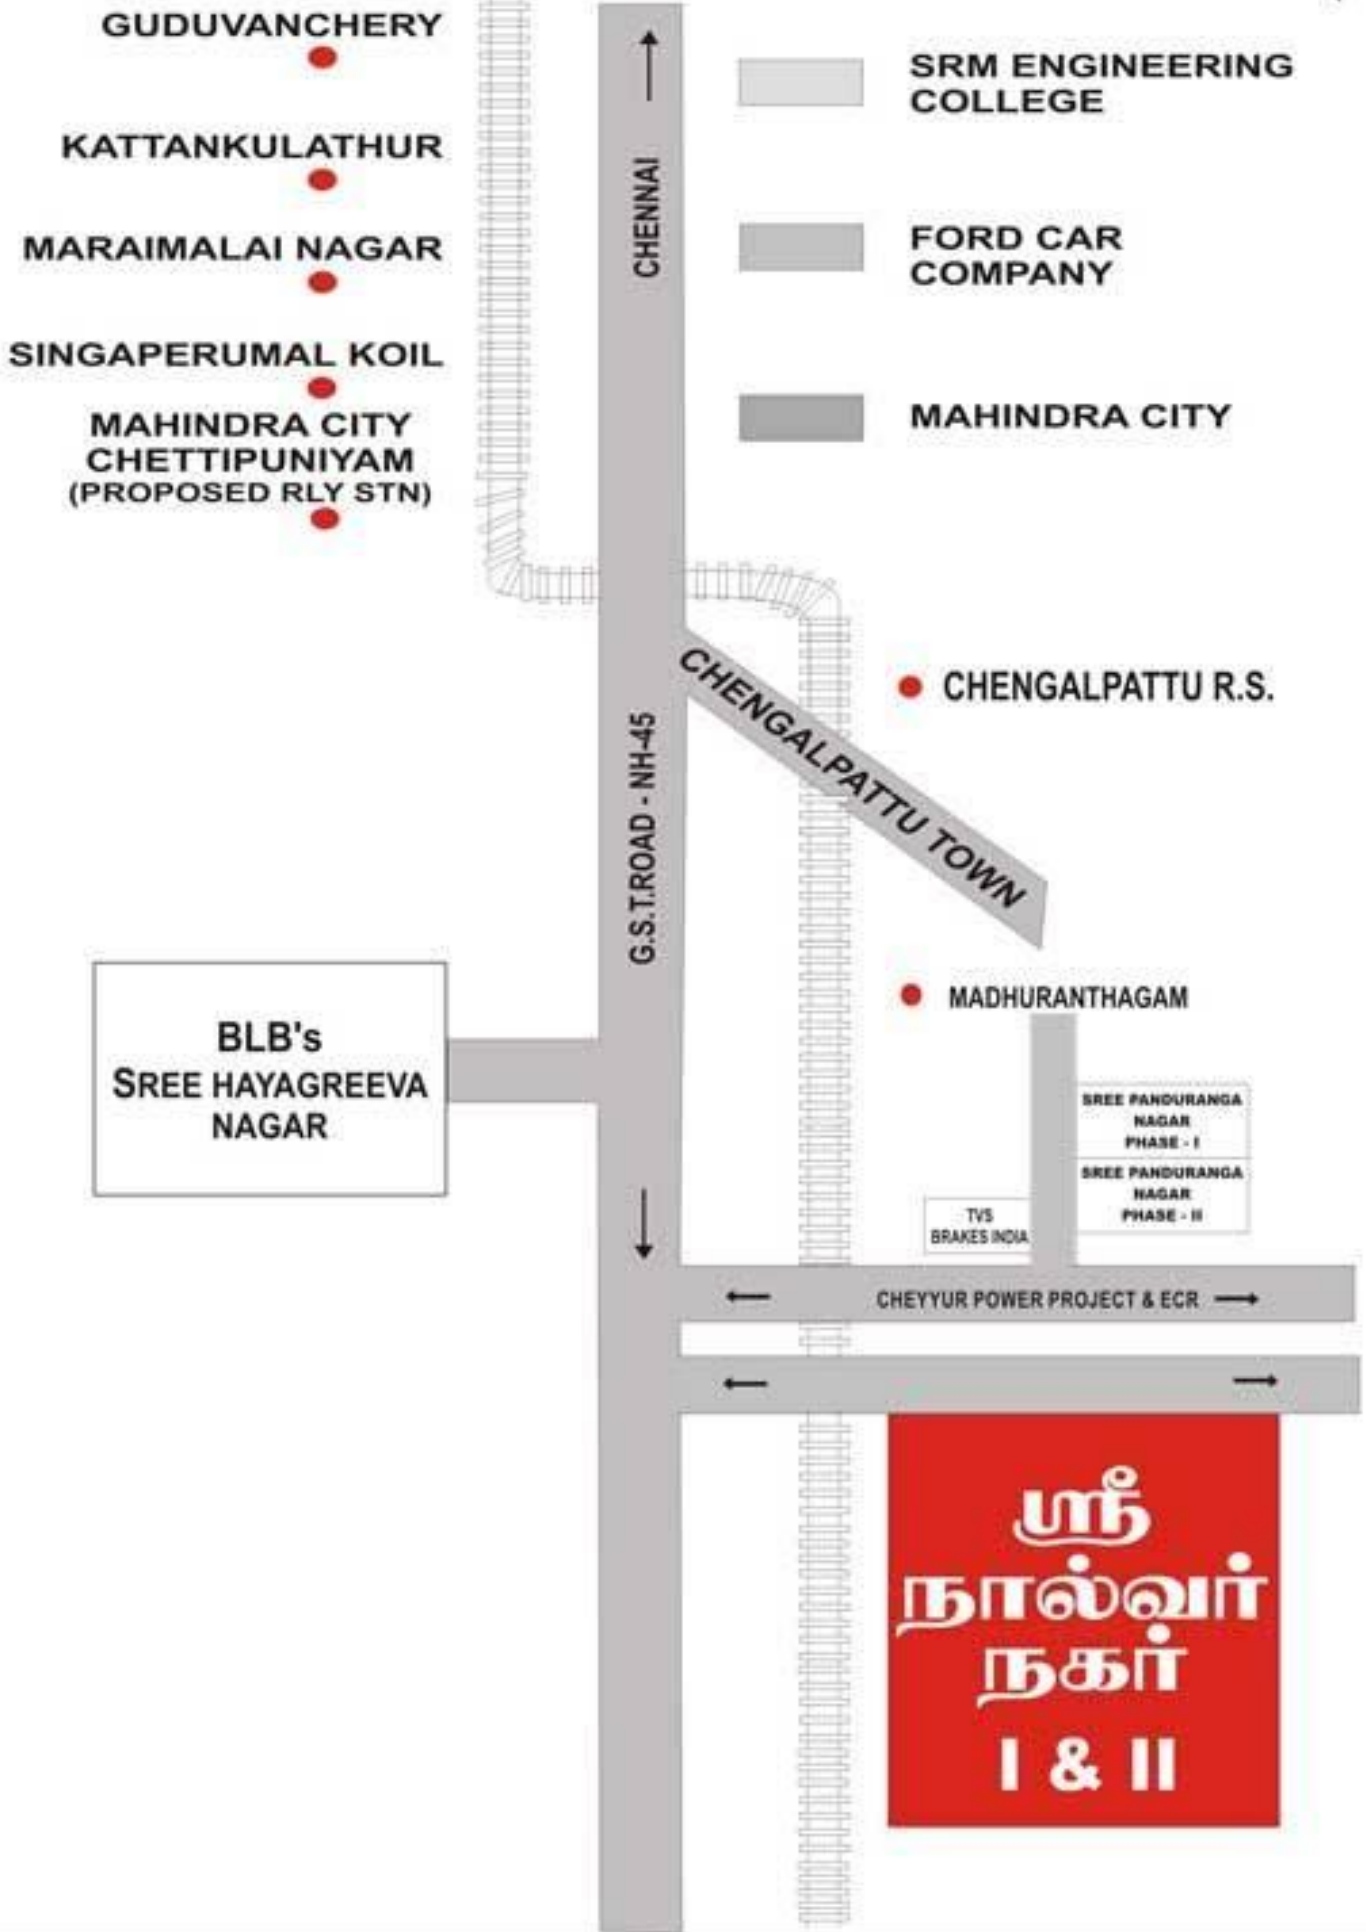 GUDUVANCHERY
KATTANKULATHUR
MARAIMALAI NAGAR
SINGAPERUMAL KOIL
MAHINDRA CITY
CHETTIPUNIYAM
(PROPOSED RLY STN)
CHENNAI
SRM ENGINEERING
COLLEGE
FORD CAR
COMPANY
MAHINDRA CITY
CHENGALPATTU R.S.
CHENGALPATTU TOWN
G.S.T.ROAD - NH-45
MADHURANTHAGAM
BLB's
SREE HAYAGREEVA
NAGAR
SREE PANDURANGA
NAGAR
PHASE - I
SREE PANDURANGA
NAGAR
PHASE - II
TVS
BRAKES INDIA
CHEYYUR POWER PROJECT & ECR
ஸ்ரீ
நால்வர்
நகர்
I & II